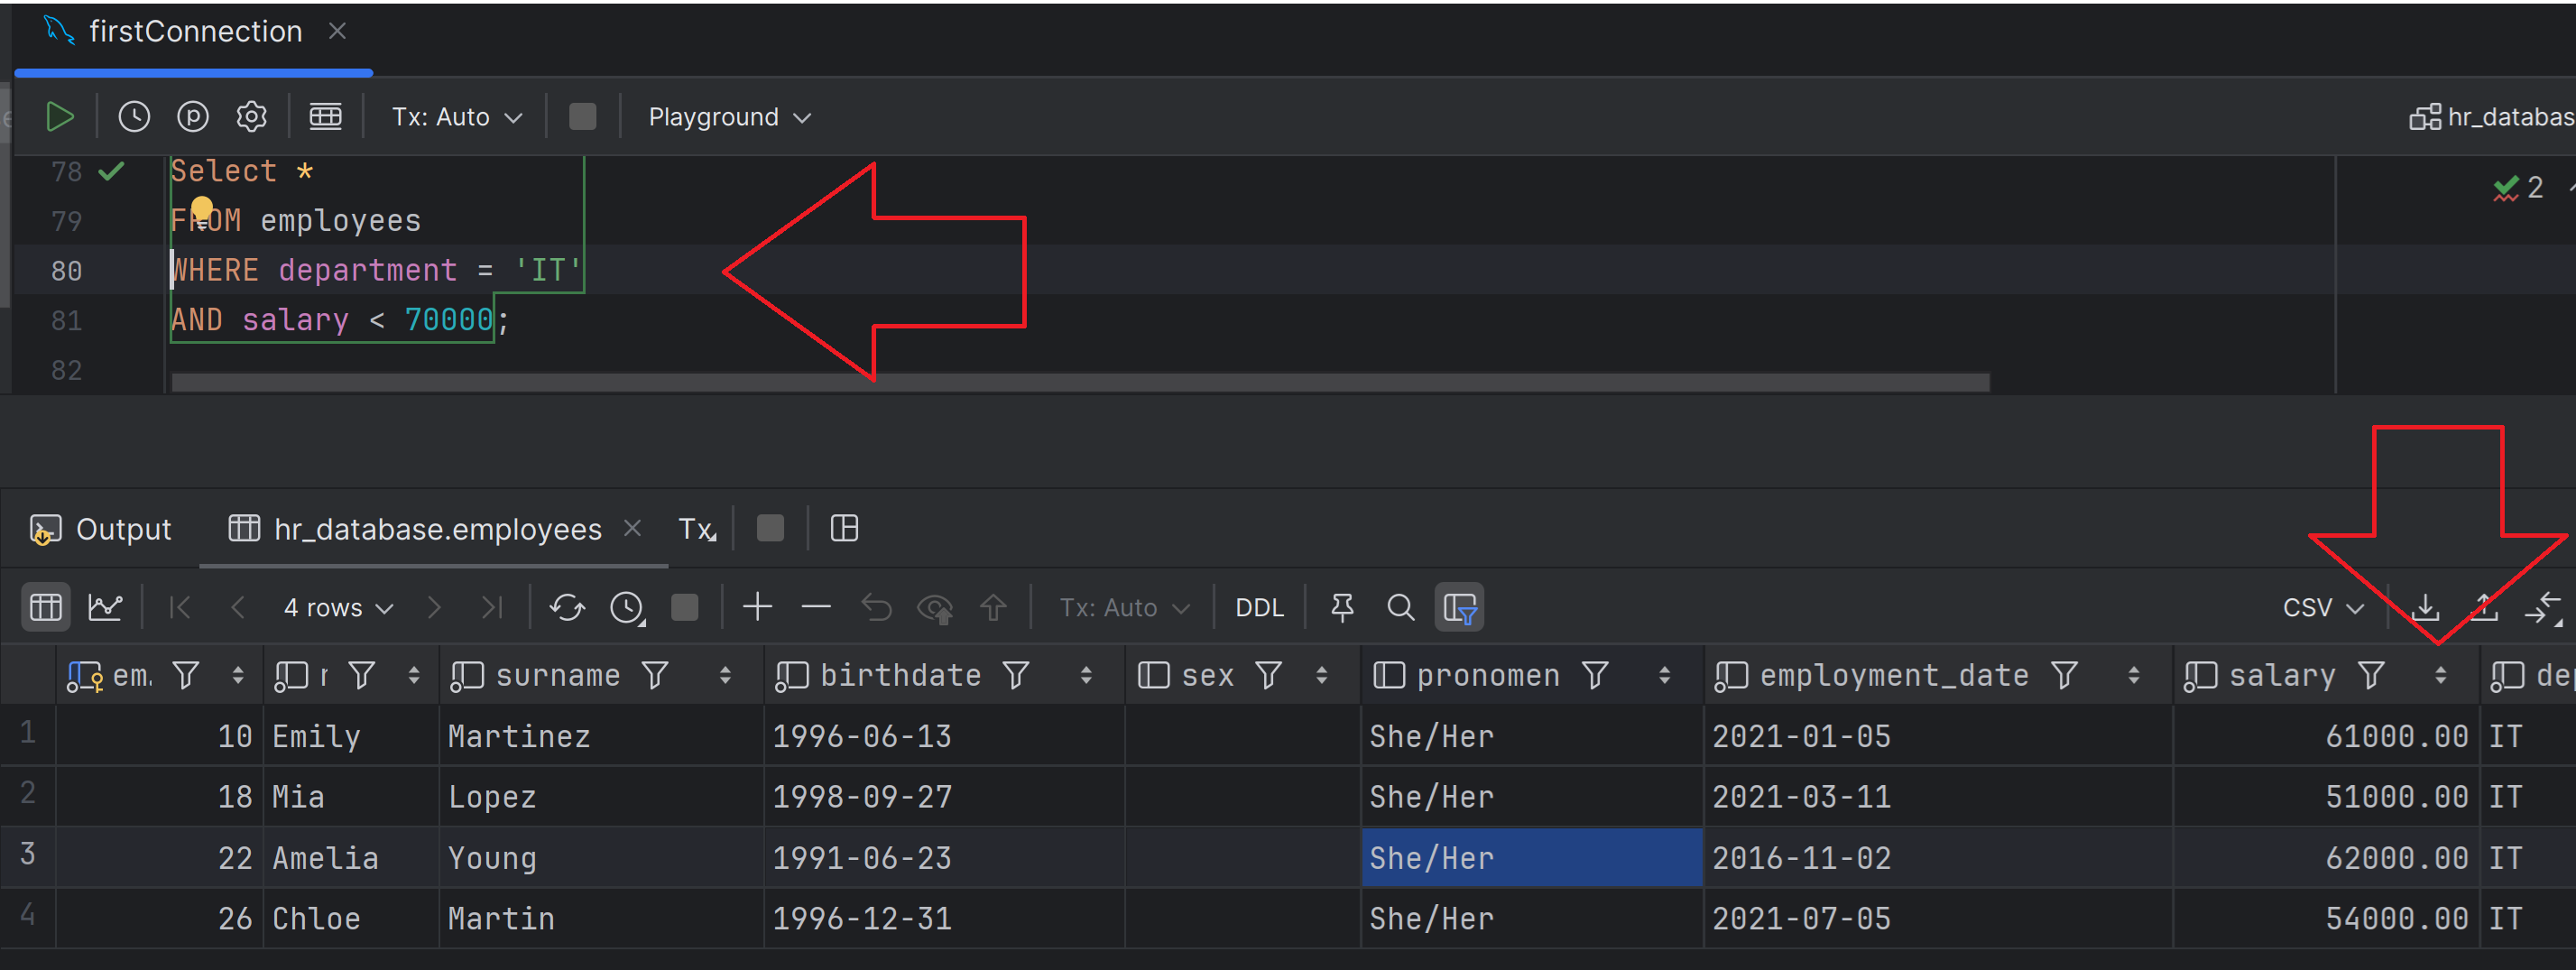 firstConnection
Tx: Auto Playground hr_databas
78 Select *
79 FROM employees
80 WHERE department = 'IT'
81 AND salary < 70000;
82
2
Output hr_database.employees Tx
4 rows Tx: Auto DDL CSV
em. r surname birthdate sex pronomen employment_date salary dep
1 10 Emily Martinez 1996-06-13 She/Her 2021-01-05 61000.00 IT
2 18 Mia Lopez 1998-09-27 She/Her 2021-03-11 51000.00 IT
3 22 Amelia Young 1991-06-23 She/Her 2016-11-02 62000.00 IT
4 26 Chloe Martin 1996-12-31 She/Her 2021-07-05 54000.00 IT